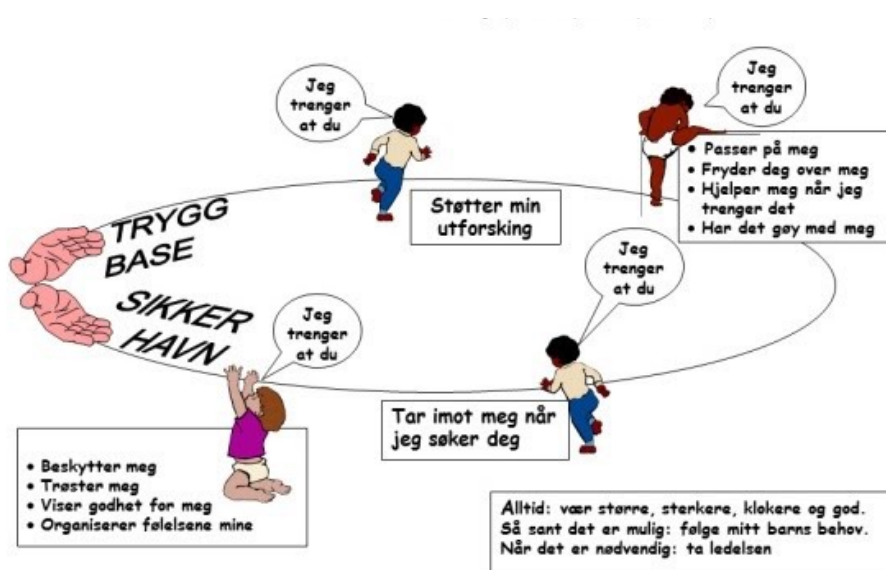 Jeg
trenger
at du
Jeg
trenger
at du
• Passer på meg
• Fryder deg over meg
• Hjelper meg når jeg
trenger det
• Har det gøy med meg
Støtter min
utforsking
TRYGG
BASE
SIKKER
HAVN
Jeg
trenger
at du
Jeg
trenger
at du
Tar imot meg når
jeg søker deg
• Beskytter meg
• Trøster meg
• Viser godhet for meg
• Organiserer følelsene mine
Alltid: vær større, sterkere, klokere og god.
Så sant det er mulig: følge mitt barns behov.
Når det er nødvendig: ta ledelsen